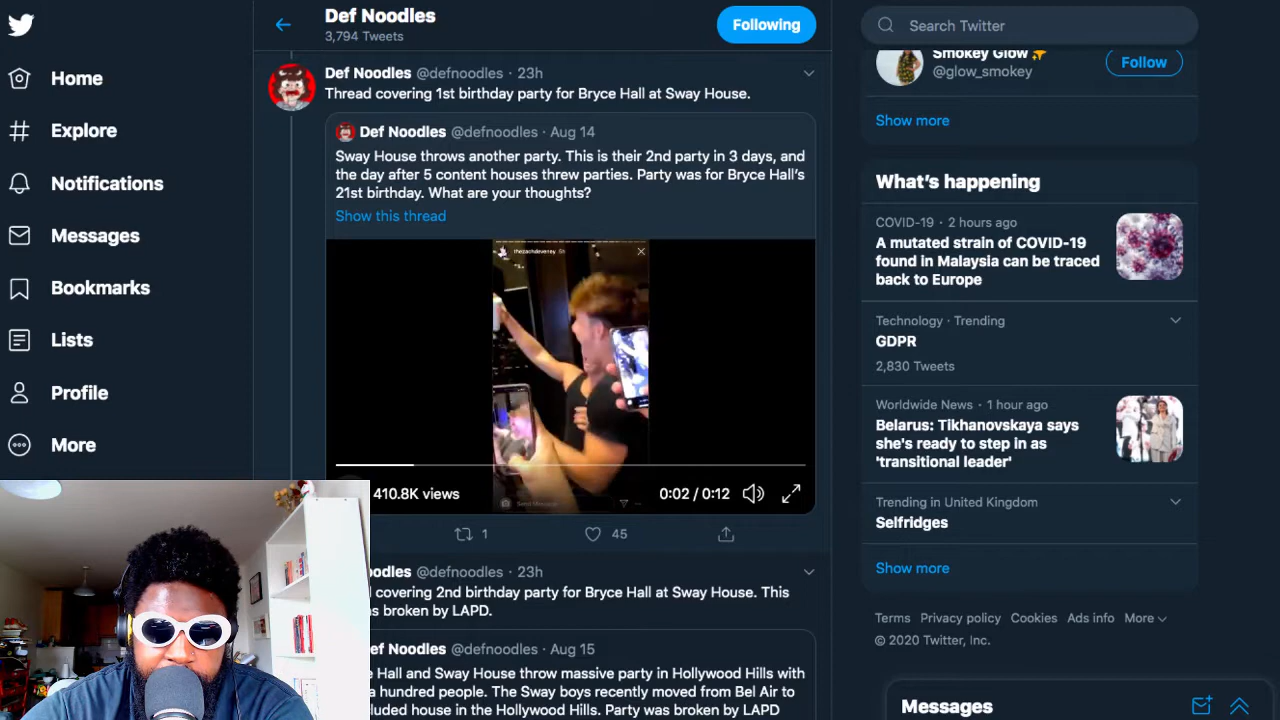 Home
Explore
Notifications
Messages
Bookmarks
Lists
Profile
More
Def Noodles
3,794 Tweets
Following
Def Noodles @defnoodles · 23h
Thread covering 1st birthday party for Bryce Hall at Sway House.
Def Noodles @defnoodles · Aug 14
Sway House throws another party. This is their 2nd party in 3 days, and
the day after 5 content houses threw parties. Party was for Bryce Hall's
21st birthday. What are your thoughts?
Show this thread
Send Message
410.8K views
0:02 / 0:12
1
45
oodles @defnoodles · 23h
covering 2nd birthday party for Bryce Hall at Sway House. This
s broken by LAPD.
ef Noodles @defnoodles · Aug 15
Hall and Sway House throw massive party in Hollywood Hills with
a hundred people. The Sway boys recently moved from Bel Air to
cluded house in the Hollywood Hills. Party was broken by LAPD
Search Twitter
Smokey Glow ✨
@glow_smokey
Follow
Show more
What's happening
COVID-19 · 2 hours ago
A mutated strain of COVID-19
found in Malaysia can be traced
back to Europe
Technology · Trending
GDPR
2,830 Tweets
Worldwide News · 1 hour ago
Belarus: Tikhanovskaya says
she's ready to step in as
'transitional leader'
Trending in United Kingdom
Selfridges
Show more
Terms Privacy policy Cookies Ads info More
© 2020 Twitter, Inc.
Messages